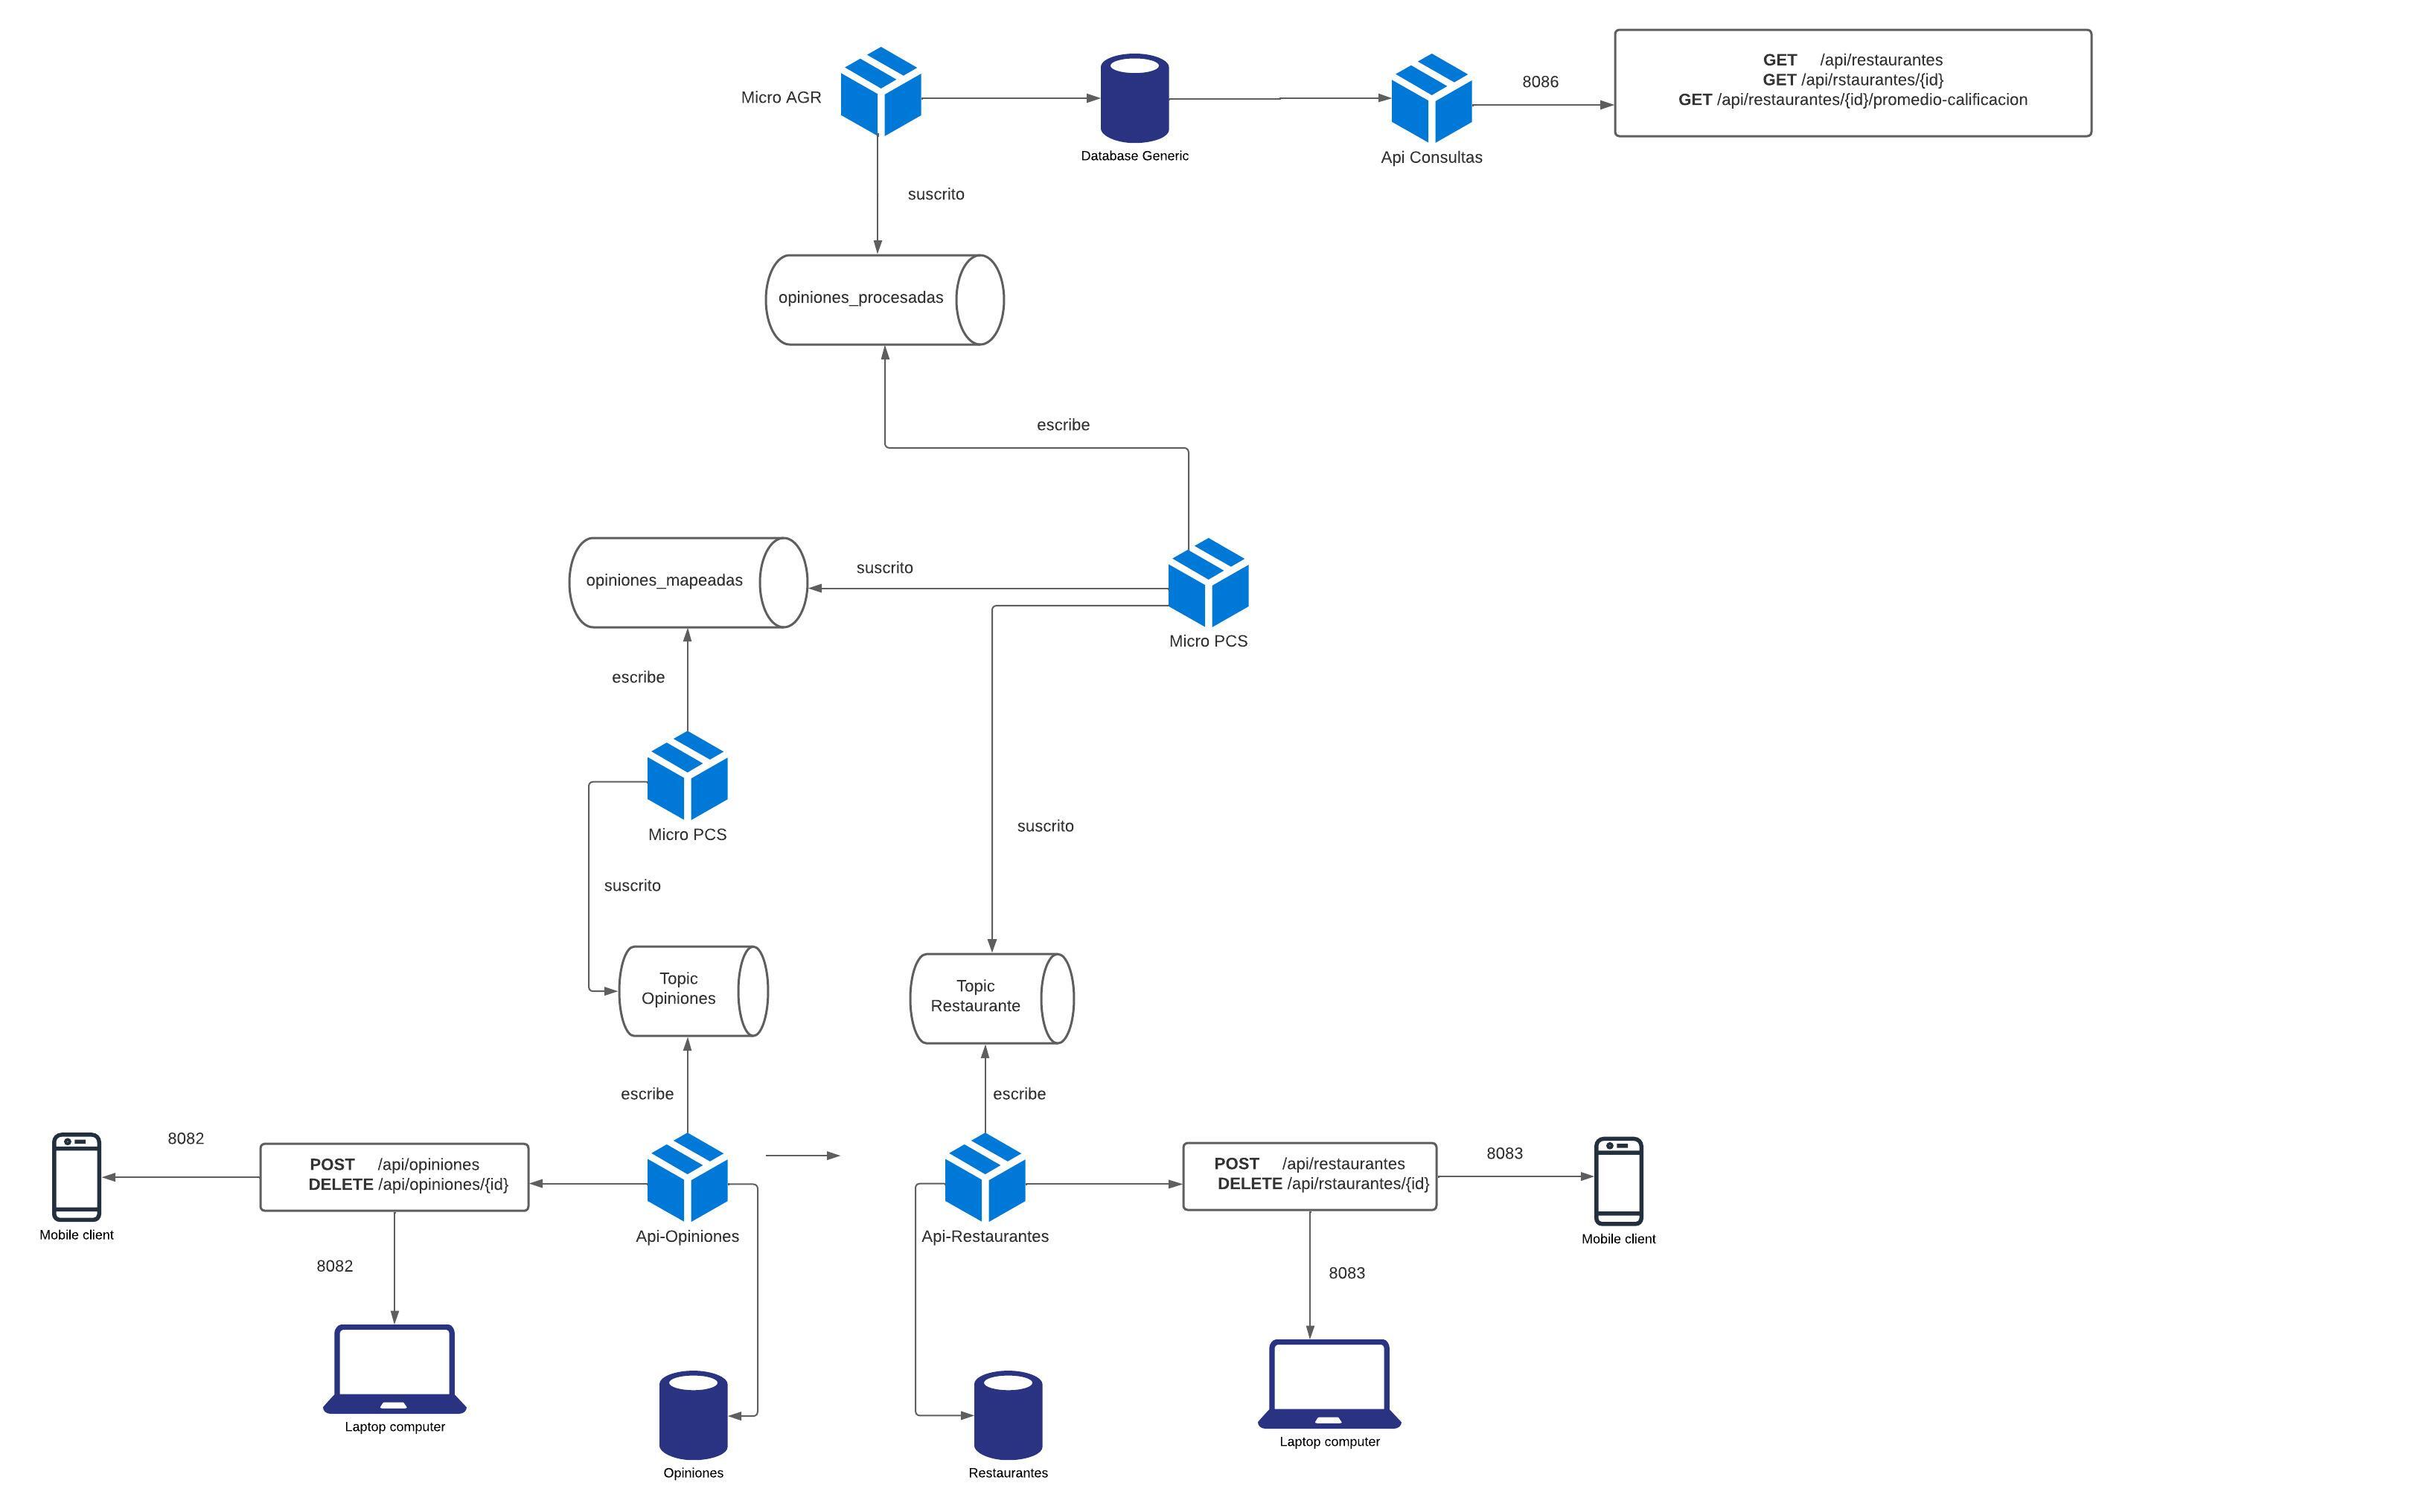 Micro AGR
Database Generic
Api Consultas
8086
GET /api/restaurantes
GET /api/rstaurantes/{id}
GET /api/restaurantes/{id}/promedio-calificacion
suscrito
opiniones_procesadas
escribe
opiniones_mapeadas
suscrito
Micro PCS
escribe
Micro PCS
suscrito
suscrito
Topic
Opiniones
Topic
Restaurante
escribe
escribe
Mobile client
8082
POST /api/opiniones
DELETE /api/opiniones/{id}
Api-Opiniones
Api-Restaurantes
POST /api/restaurantes
DELETE /api/rstaurantes/{id}
8083
Mobile client
8082
8083
Laptop computer
Opiniones
Restaurantes
Laptop computer